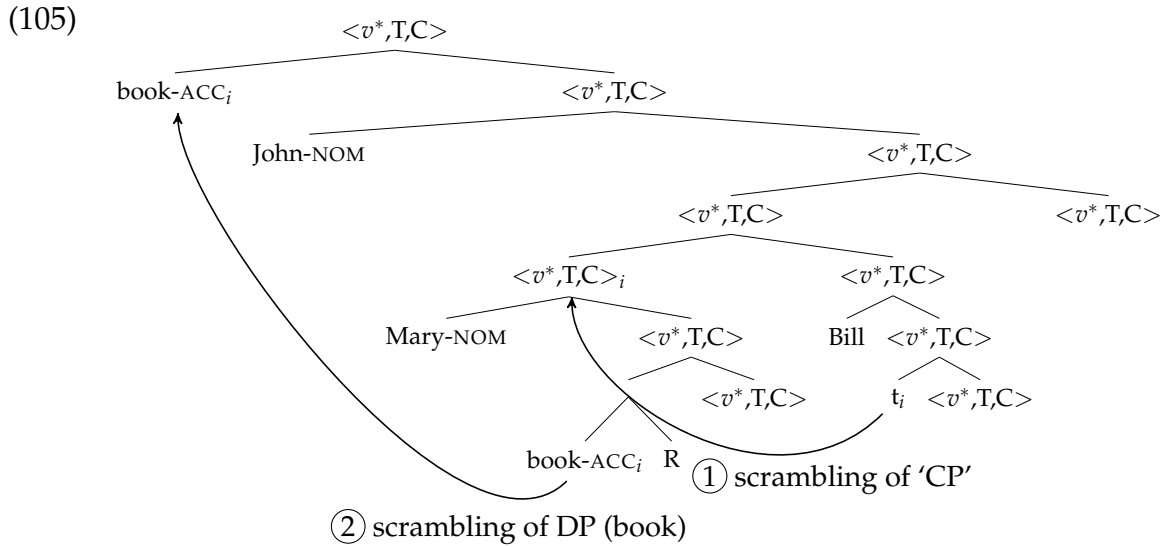 (105)
<v*,T,C>
book-ACCi <v*,T,C>
John-NOM <v*,T,C>
<v*,T,C> <v*,T,C>
<v*,T,C>i <v*,T,C>
Mary-NOM <v*,T,C> Bill <v*,T,C>
<v*,T,C> ti <v*,T,C>
book-ACCi R
① scrambling of ‘CP’
② scrambling of DP (book)